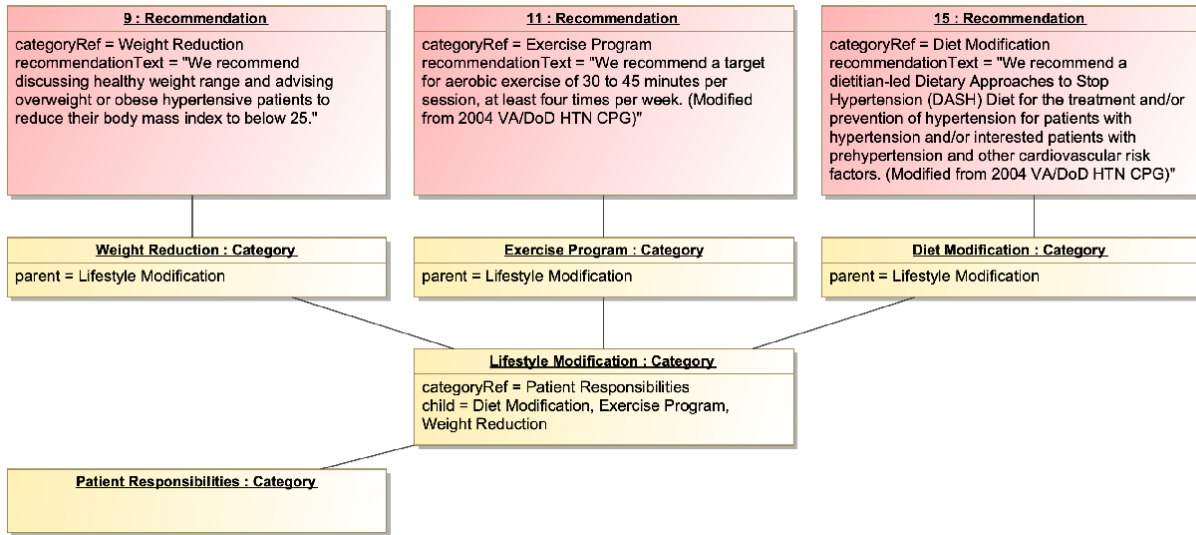 9 : Recommendation
categoryRef = Weight Reduction
recommendationText = "We recommend
discussing healthy weight range and advising
overweight or obese hypertensive patients to
reduce their body mass index to below 25."
11 : Recommendation
categoryRef = Exercise Program
recommendationText = "We recommend a target
for aerobic exercise of 30 to 45 minutes per
session, at least four times per week. (Modified
from 2004 VA/DoD HTN CPG)"
15 : Recommendation
categoryRef = Diet Modification
recommendationText = "We recommend a
dietitian-led Dietary Approaches to Stop
Hypertension (DASH) Diet for the treatment and/or
prevention of hypertension for patients with
hypertension and/or interested patients with
prehypertension and other cardiovascular risk
factors. (Modified from 2004 VA/DoD HTN CPG)"
Weight Reduction : Category
parent = Lifestyle Modification
Exercise Program : Category
parent = Lifestyle Modification
Diet Modification : Category
parent = Lifestyle Modification
Lifestyle Modification : Category
categoryRef = Patient Responsibilities
child = Diet Modification, Exercise Program,
Weight Reduction
Patient Responsibilities : Category